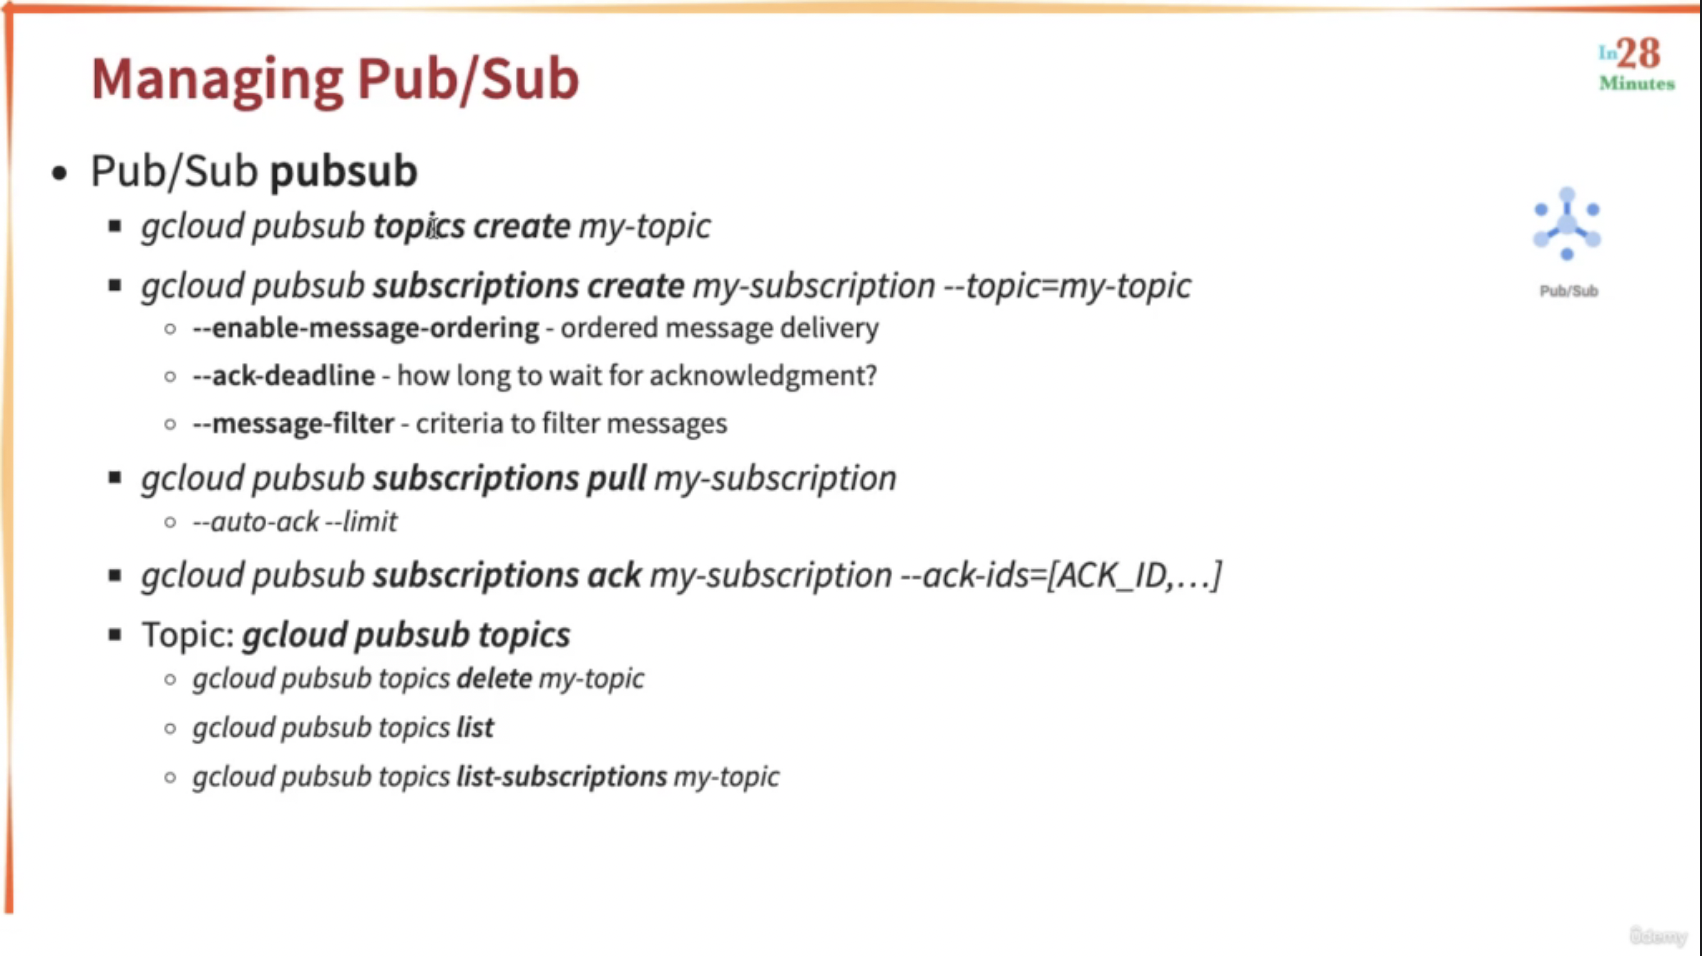 Managing Pub/Sub
In28
Minutes
• Pub/Sub pubsub
▪ gcloud pubsub topics create my-topic
▪ gcloud pubsub subscriptions create my-subscription --topic=my-topic
○ --enable-message-ordering - ordered message delivery
○ --ack-deadline - how long to wait for acknowledgment?
○ --message-filter - criteria to filter messages
▪ gcloud pubsub subscriptions pull my-subscription
○ --auto-ack --limit
▪ gcloud pubsub subscriptions ack my-subscription --ack-ids=[ACK_ID,…]
▪ Topic: gcloud pubsub topics
○ gcloud pubsub topics delete my-topic
○ gcloud pubsub topics list
○ gcloud pubsub topics list-subscriptions my-topic
Pub/Sub
ûdemy